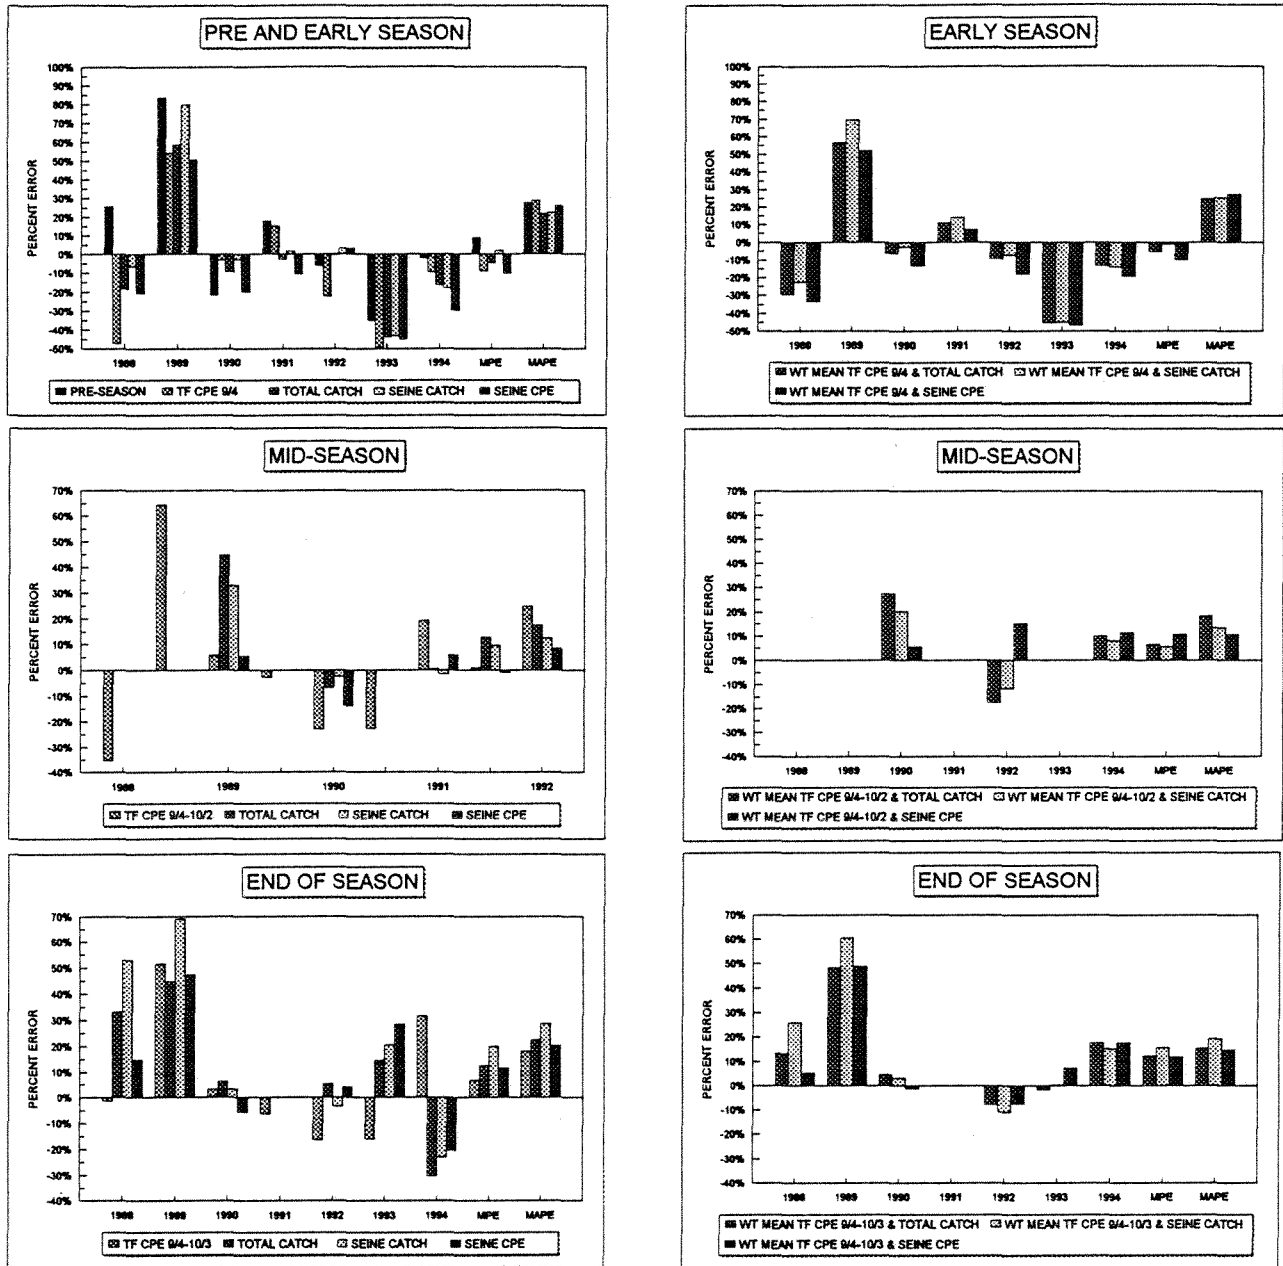 PRE AND EARLY SEASON
PERCENT ERROR
100%
90%
80%
70%
60%
50%
40%
30%
20%
10%
0%
-10%
-20%
-30%
-40%
-50%
1988 1989 1990 1991 1992 1993 1994 MPE MAPE
PRE-SEASON TF CPE 9/4 TOTAL CATCH SEINE CATCH SEINE CPE
EARLY SEASON
PERCENT ERROR
100%
90%
80%
70%
60%
50%
40%
30%
20%
10%
0%
-10%
-20%
-30%
-40%
-50%
1988 1989 1990 1991 1992 1993 1994 MPE MAPE
WT MEAN TF CPE 9/4 & TOTAL CATCH WT MEAN TF CPE 9/4 & SEINE CATCH
WT MEAN TF CPE 9/4 & SEINE CPE
MID-SEASON
PERCENT ERROR
70%
60%
50%
40%
30%
20%
10%
0%
-10%
-20%
-30%
-40%
1988 1989 1990 1991 1992
TF CPE 9/4-10/2 TOTAL CATCH SEINE CATCH SEINE CPE
MID-SEASON
PERCENT ERROR
70%
60%
50%
40%
30%
20%
10%
0%
-10%
-20%
-30%
-40%
1988 1989 1990 1991 1992 1993 1994 MPE MAPE
WT MEAN TF CPE 9/4-10/2 & TOTAL CATCH WT MEAN TF CPE 9/4-10/2 & SEINE CATCH
WT MEAN TF CPE 9/4-10/2 & SEINE CPE
END OF SEASON
PERCENT ERROR
70%
60%
50%
40%
30%
20%
10%
0%
-10%
-20%
-30%
-40%
1988 1989 1990 1991 1992 1993 1994 MPE MAPE
TF CPE 9/4-10/3 TOTAL CATCH SEINE CATCH SEINE CPE
END OF SEASON
PERCENT ERROR
70%
60%
50%
40%
30%
20%
10%
0%
-10%
-20%
-30%
-40%
1988 1989 1990 1991 1992 1993 1994 MPE MAPE
WT MEAN TF CPE 9/4-10/3 & TOTAL CATCH WT MEAN TF CPE 9/4-10/3 & SEINE CATCH
WT MEAN TF CPE 9/4-10/3 & SEINE CPE